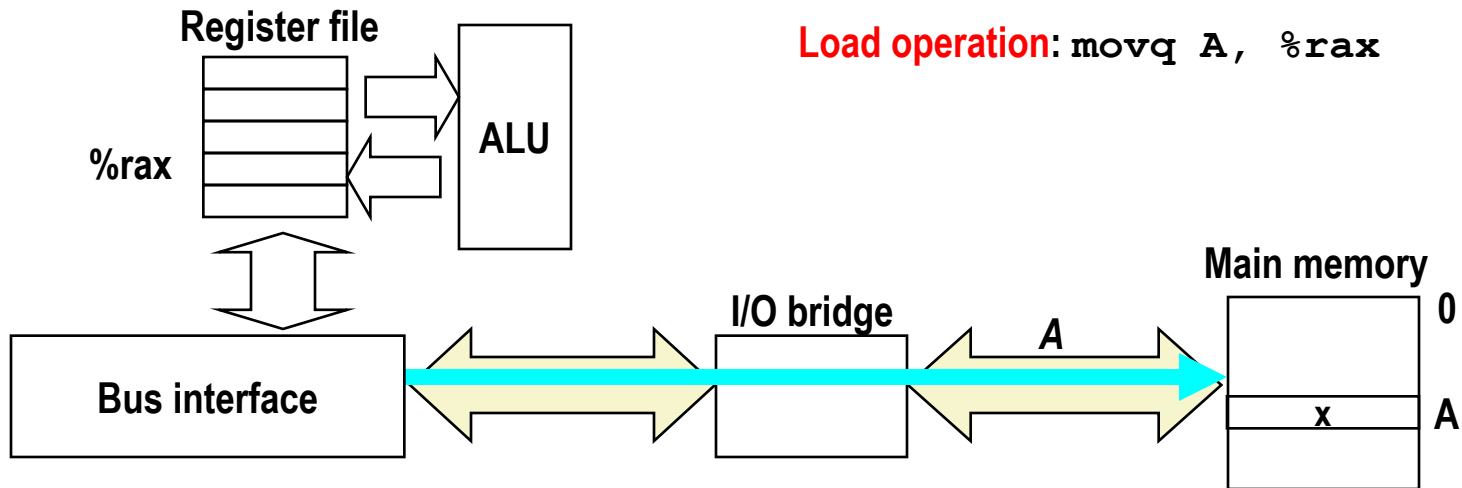 Register file
Load operation: movq A, %rax
ALU
%rax
Main memory
0
I/O bridge
A
Bus interface
x
A